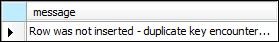 message
Row was not inserted - duplicate key encounter...